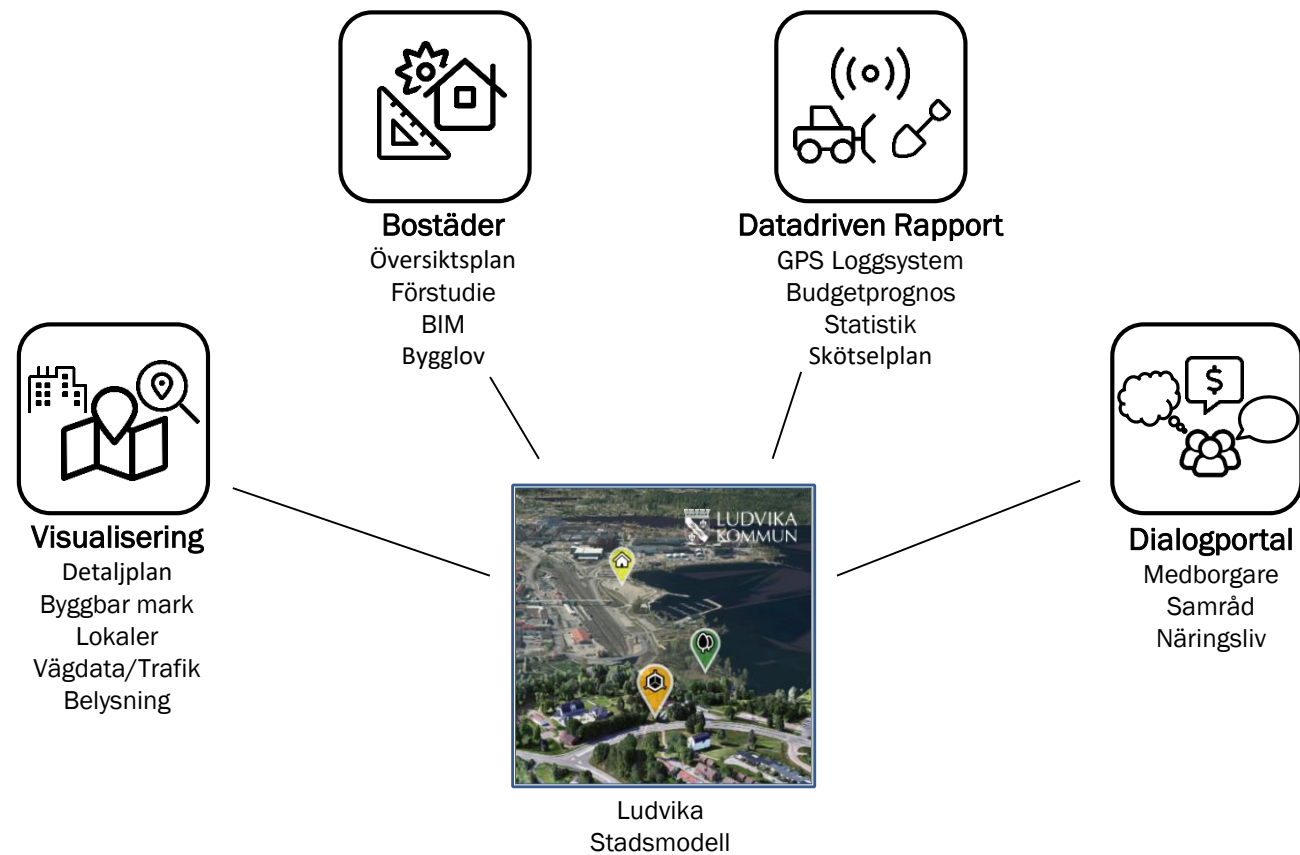 Bostäder
Översiktsplan
Förstudie
BIM
Bygglov
Datadriven Rapport
GPS Loggsystem
Budgetprognos
Statistik
Skötselplan
Visualisering
Detaljplan
Byggbar mark
Lokaler
Vägdata/Trafik
Belysning
$
Dialogportal
Medborgare
Samråd
Näringsliv
LUDVIKA
KOMMUN
Ludvika
Stadsmodell